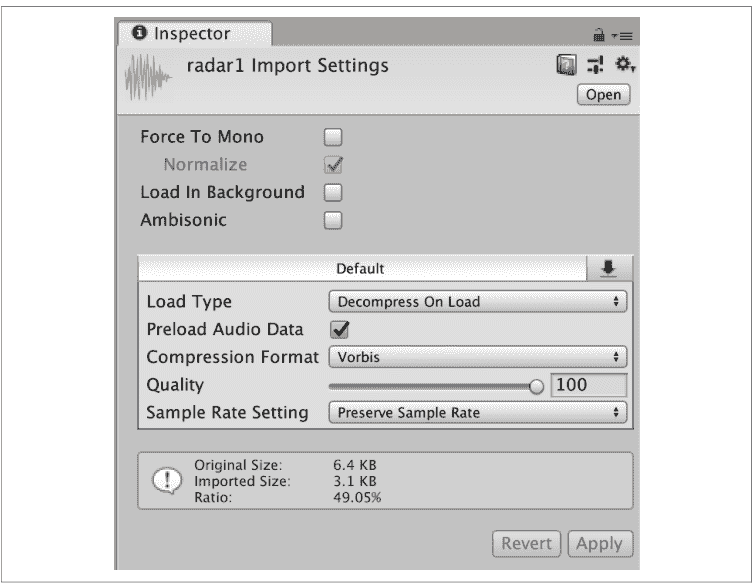 Inspector
radar1 Import Settings
Open
Force To Mono
Normalize
Load In Background
Ambisonic
Default
Load Type Decompress On Load
Preload Audio Data
Compression Format Vorbis
Quality 100
Sample Rate Setting Preserve Sample Rate
Original Size: 6.4 KB
Imported Size: 3.1 KB
Ratio: 49.05%
Revert Apply